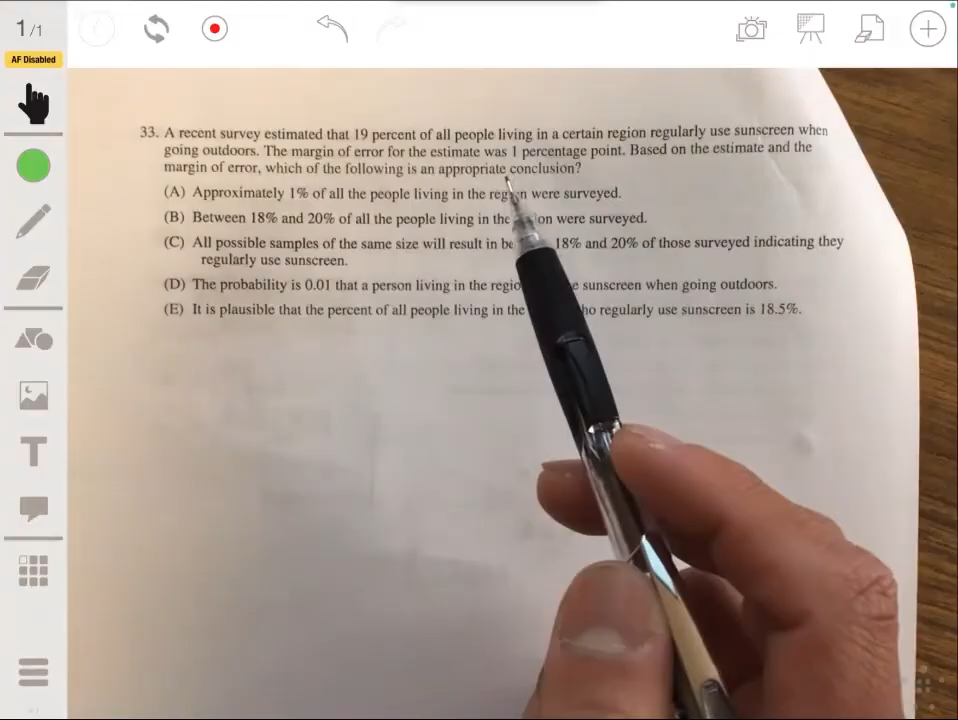 1/1
AF Disabled
33. A recent survey estimated that 19 percent of all people living in a certain region regularly use sunscreen when
going outdoors. The margin of error for the estimate was 1 percentage point. Based on the estimate and the
margin of error, which of the following is an appropriate conclusion?
(A) Approximately 1% of all the people living in the region were surveyed.
(B) Between 18% and 20% of all the people living in the were surveyed.
(C) All possible samples of the same size will result in 18% and 20% of those surveyed indicating they
regularly use sunscreen.
(D) The probability is 0.01 that a person living in the sunscreen when going outdoors.
(E) It is plausible that the percent of all people living in the regularly use sunscreen is 18.5%.
T